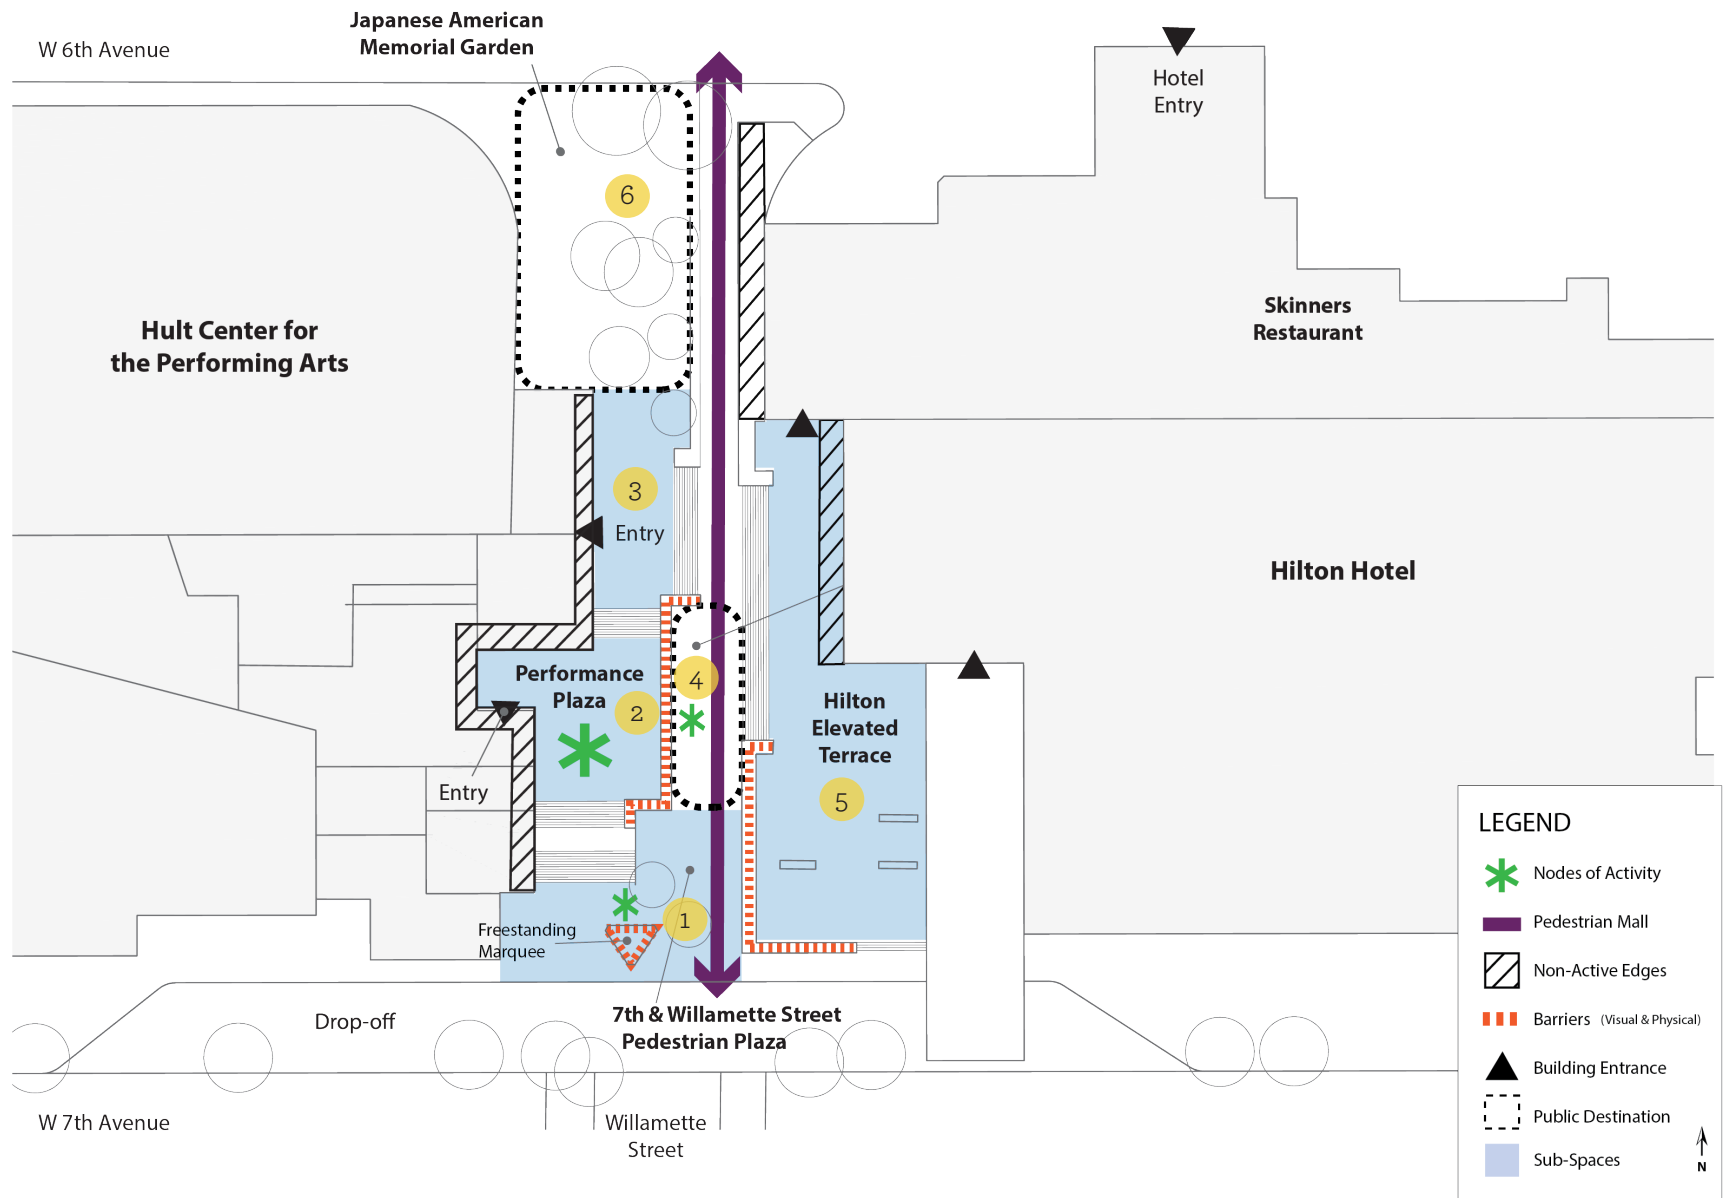 Japanese American
Memorial Garden
W 6th Avenue
Hotel
Entry
6
Skinners
Restaurant
Hult Center for
the Performing Arts
3
Entry
Hilton Hotel
Performance
Plaza
4
2
Hilton
Elevated
Terrace
Entry
5
1
Freestanding
Marquee
7th & Willamette Street
Pedestrian Plaza
Drop-off
W 7th Avenue
Willamette
Street
LEGEND
Nodes of Activity
Pedestrian Mall
Non-Active Edges
Barriers (Visual & Physical)
Building Entrance
Public Destination
Sub-Spaces
N